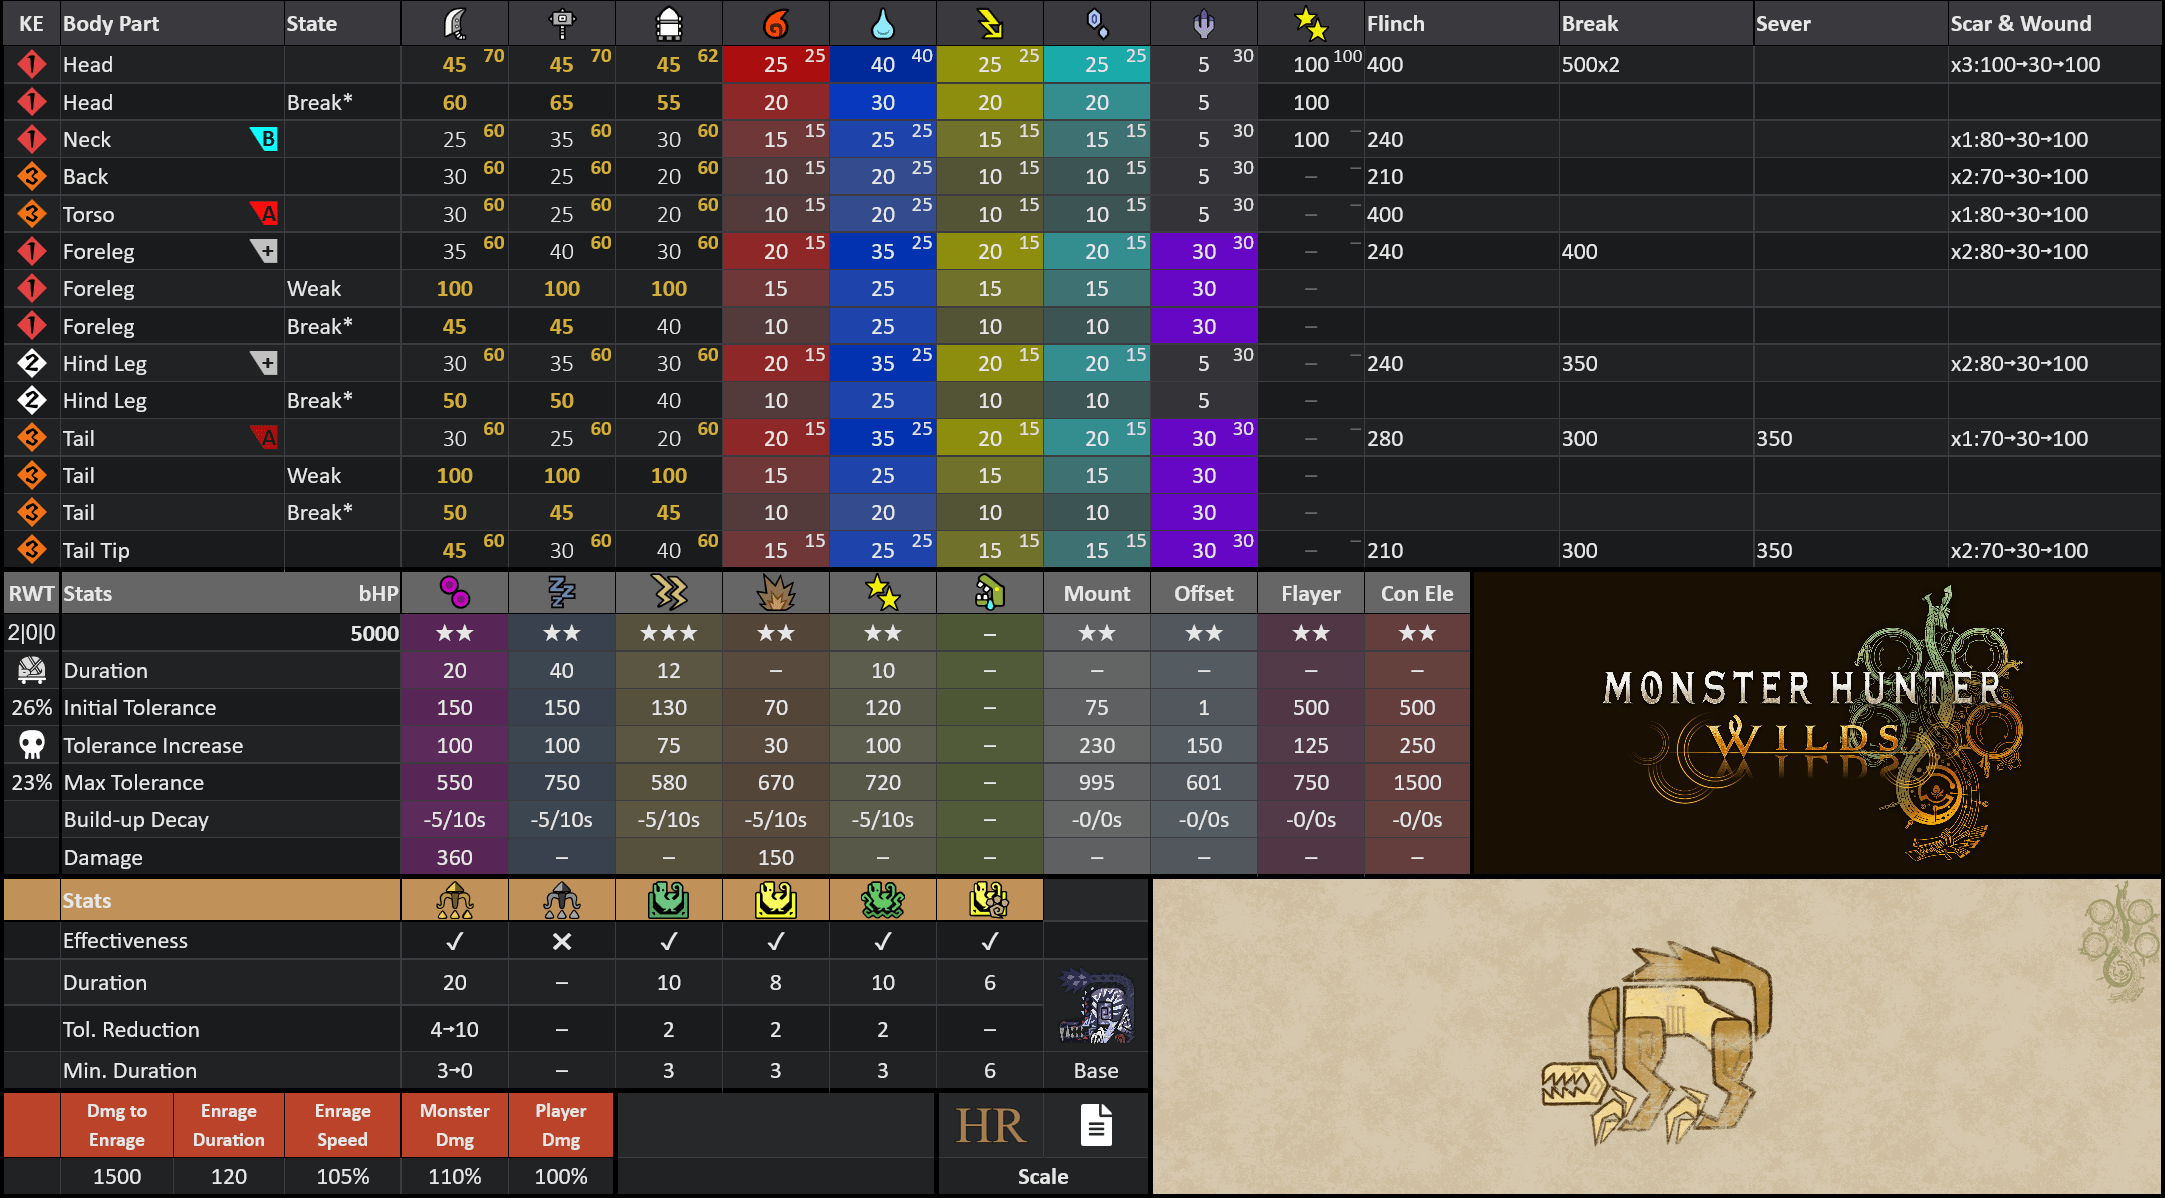 KE Body Part State Flinch Break Sever Scar & Wound
1 Head 45 70 45 70 45 62 25 25 40 40 25 25 25 25 5 30 100 100 400 500x2 x3:100→30→100
1 Head Break* 60 65 55 20 30 20 20 5 100
1 Neck B 25 60 35 60 30 60 15 15 25 25 15 15 15 15 5 30 100 – 240 x1:80→30→100
3 Back 30 60 25 60 20 60 10 15 20 25 10 15 10 15 5 30 – – 210 x2:70→30→100
3 Torso A 30 60 25 60 20 60 10 15 20 25 10 15 10 15 5 30 – – 400 x1:80→30→100
1 Foreleg + 35 60 40 60 30 60 20 15 35 25 20 15 20 15 30 30 – – 240 400 x2:80→30→100
1 Foreleg Weak 100 100 100 15 25 15 15 30 –
1 Foreleg Break* 45 45 40 10 25 10 10 30 –
2 Hind Leg + 30 60 35 60 30 60 20 15 35 25 20 15 20 15 5 30 – – 240 350 x2:80→30→100
2 Hind Leg Break* 50 50 40 10 25 10 10 5 –
3 Tail A 30 60 25 60 20 60 20 15 35 25 20 15 20 15 30 30 – – 280 300 350 x1:70→30→100
3 Tail Weak 100 100 100 15 25 15 15 30 –
3 Tail Break* 50 45 45 10 20 10 10 30 –
3 Tail Tip 45 60 30 60 40 60 15 15 25 25 15 15 15 15 30 30 – – 210 300 350 x2:70→30→100
RWT Stats bHP Mount Offset Flayer Con Ele
2|0|0 5000 ★★ ★★ ★★★ ★★ ★★ – ★★ ★★ ★★ ★★
Duration 20 40 12 – 10 – – – – –
26% Initial Tolerance 150 150 130 70 120 – 75 1 500 500
Tolerance Increase 100 100 75 30 100 – 230 150 125 250
23% Max Tolerance 550 750 580 670 720 – 995 601 750 1500
Build-up Decay -5/10s -5/10s -5/10s -5/10s -5/10s – -0/0s -0/0s -0/0s -0/0s
Damage 360 – – 150 – – – – – –
MONSTER HUNTER
WILDS
Stats
Effectiveness ✓ ✕ ✓ ✓ ✓ ✓
Duration 20 – 10 8 10 6
Tol. Reduction 4→10 – 2 2 2 –
Min. Duration 3→0 – 3 3 3 6 Base
Dmg to Enrage Enrage Duration Enrage Speed Monster Dmg Player Dmg HR
1500 120 105% 110% 100% Scale